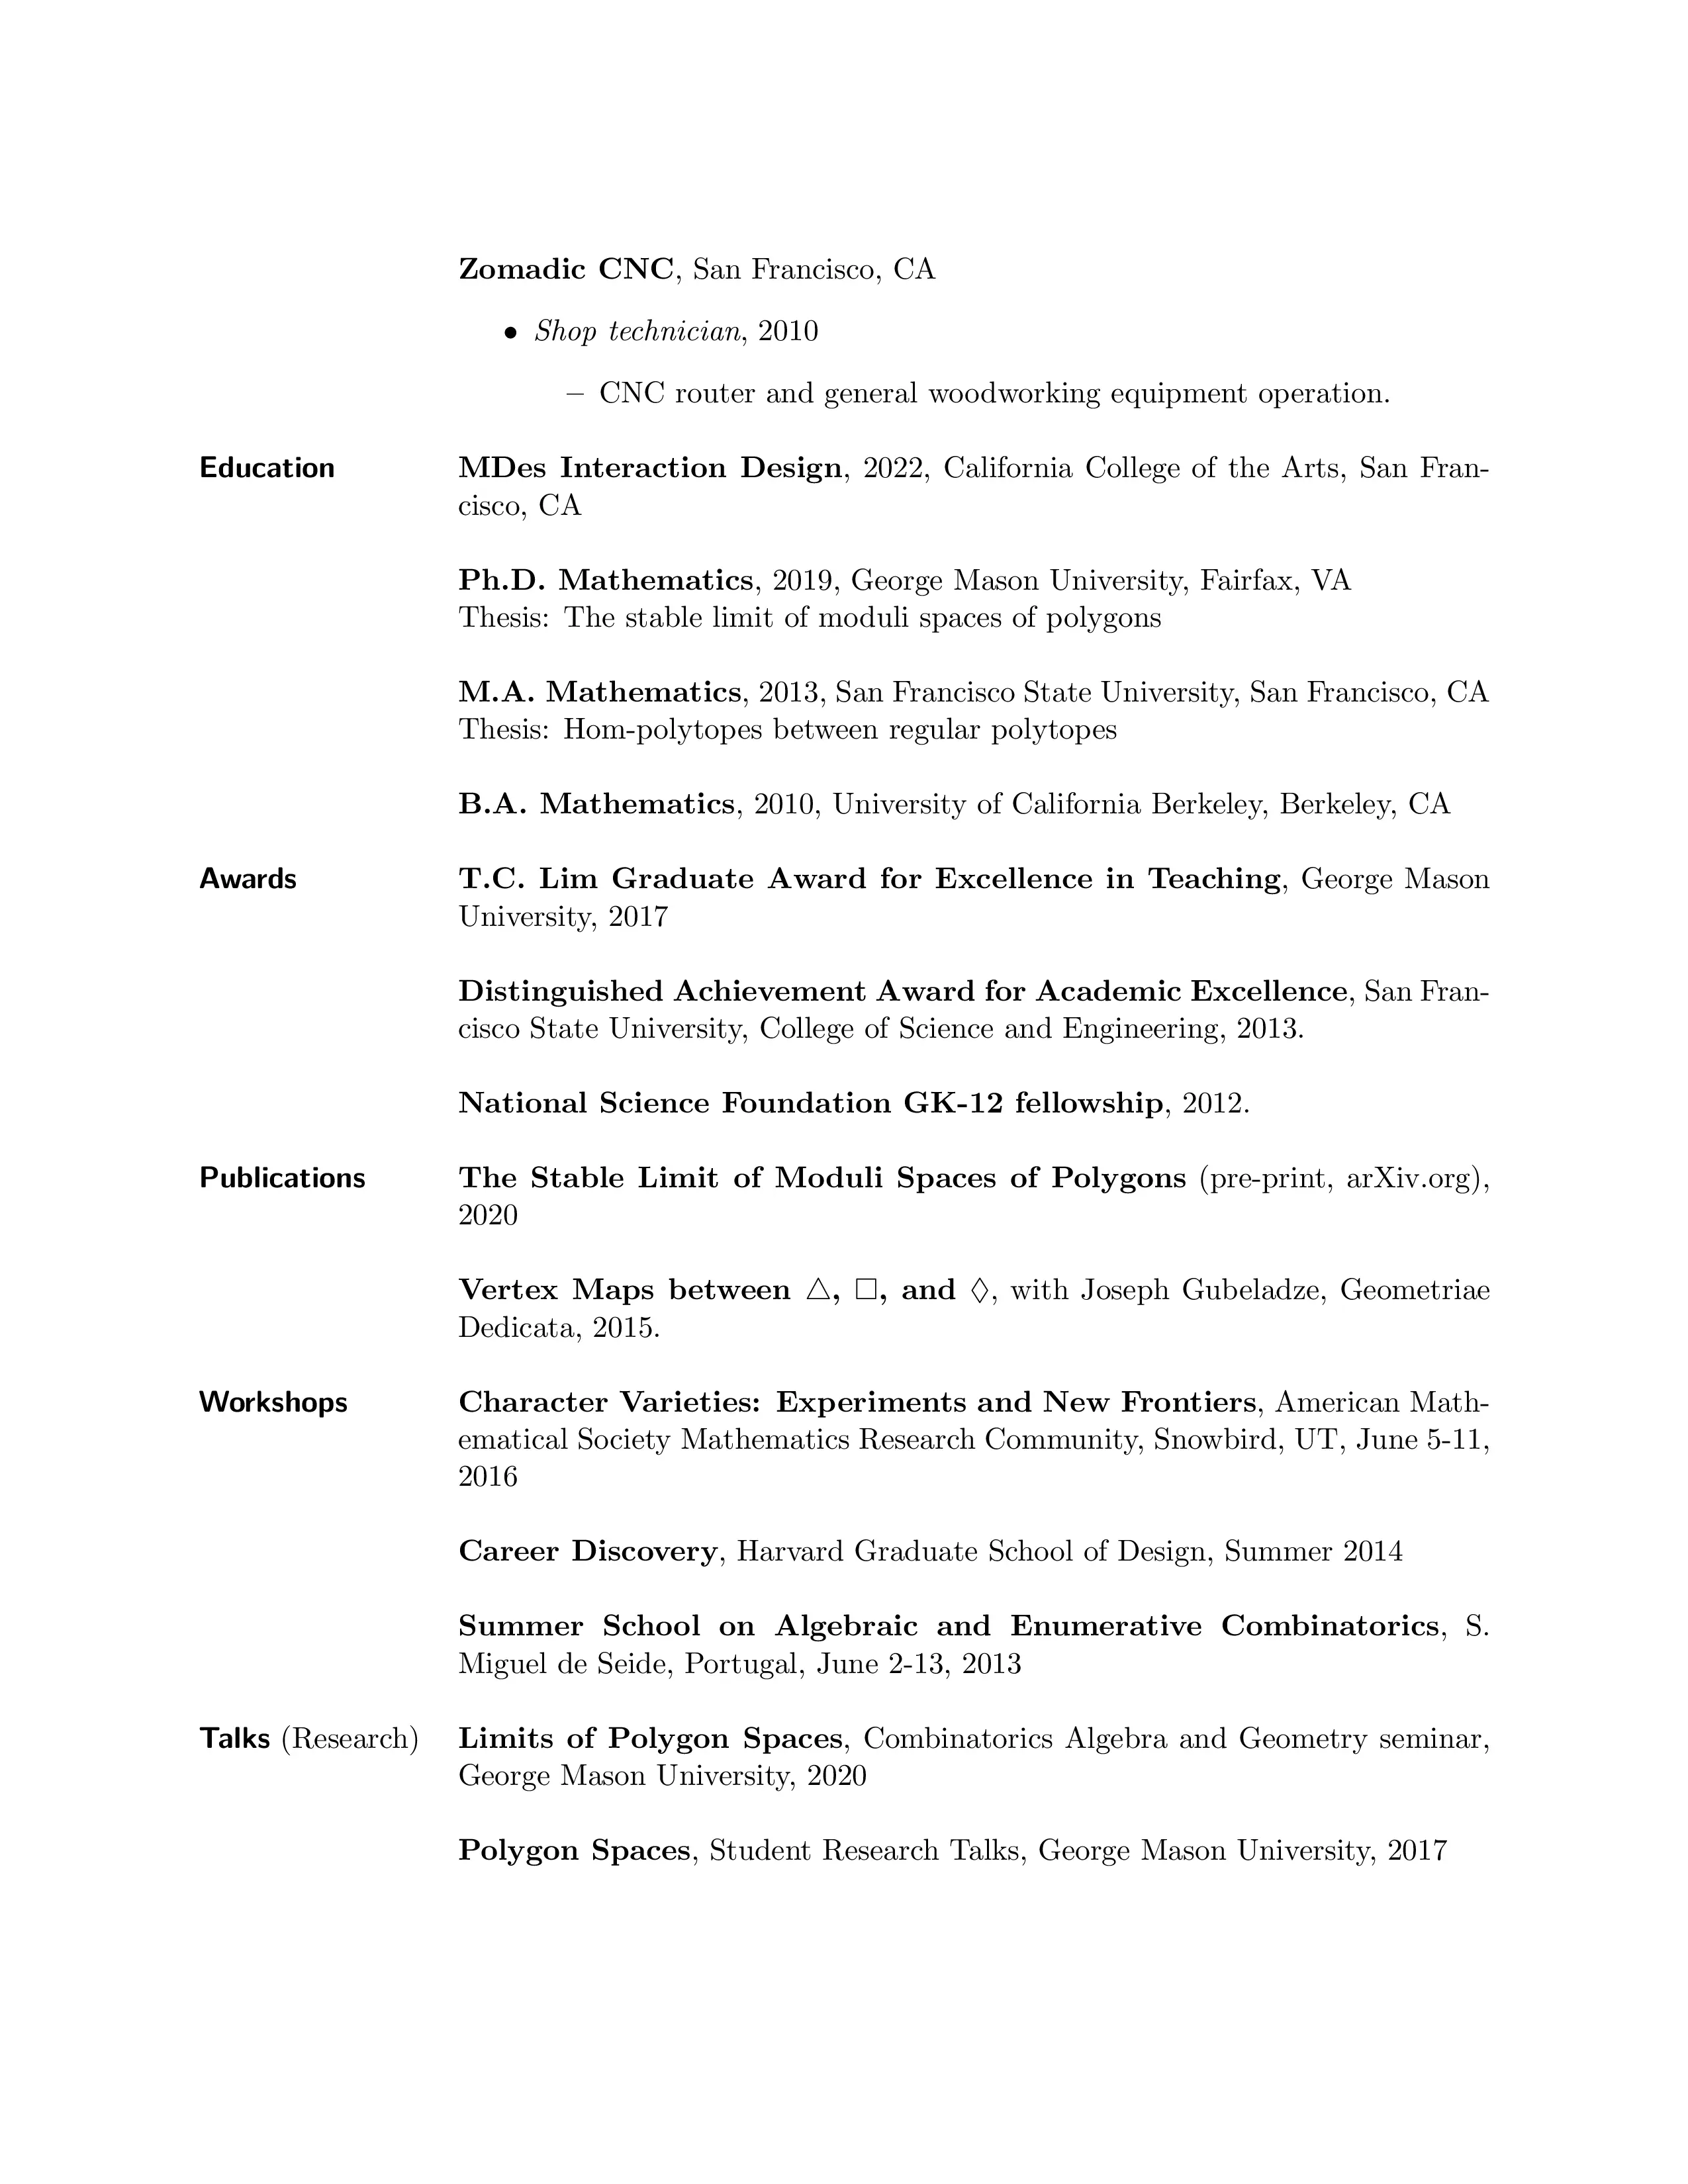 Zomadic CNC, San Francisco, CA
• Shop technician, 2010
– CNC router and general woodworking equipment operation.
Education MDes Interaction Design, 2022, California College of the Arts, San Fran-
cisco, CA
Ph.D. Mathematics, 2019, George Mason University, Fairfax, VA
Thesis: The stable limit of moduli spaces of polygons
M.A. Mathematics, 2013, San Francisco State University, San Francisco, CA
Thesis: Hom-polytopes between regular polytopes
B.A. Mathematics, 2010, University of California Berkeley, Berkeley, CA
Awards T.C. Lim Graduate Award for Excellence in Teaching, George Mason
University, 2017
Distinguished Achievement Award for Academic Excellence, San Fran-
cisco State University, College of Science and Engineering, 2013.
National Science Foundation GK-12 fellowship, 2012.
Publications The Stable Limit of Moduli Spaces of Polygons (pre-print, arXiv.org),
2020
Vertex Maps between △, □, and ♢, with Joseph Gubeladze, Geometriae
Dedicata, 2015.
Workshops Character Varieties: Experiments and New Frontiers, American Math-
ematical Society Mathematics Research Community, Snowbird, UT, June 5-11,
2016
Career Discovery, Harvard Graduate School of Design, Summer 2014
Summer School on Algebraic and Enumerative Combinatorics, S.
Miguel de Seide, Portugal, June 2-13, 2013
Talks (Research) Limits of Polygon Spaces, Combinatorics Algebra and Geometry seminar,
George Mason University, 2020
Polygon Spaces, Student Research Talks, George Mason University, 2017